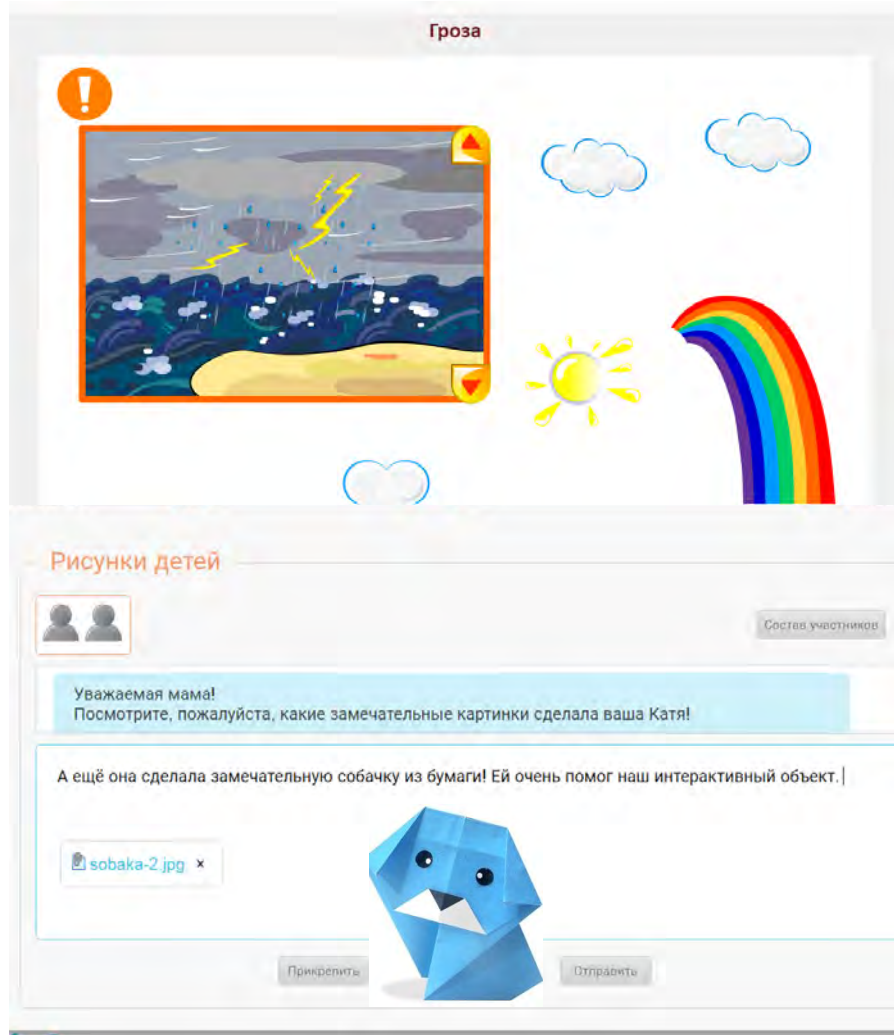 Гроза
!
Рисунки детей
Состав участников
Уважаемая мама!
Посмотрите, пожалуйста, какие замечательные картинки сделала ваша Катя!
А ещё она сделала замечательную собачку из бумаги! Ей очень помог наш интерактивный объект.
sobaka-2.jpg ×
Прикрепить
Отправить